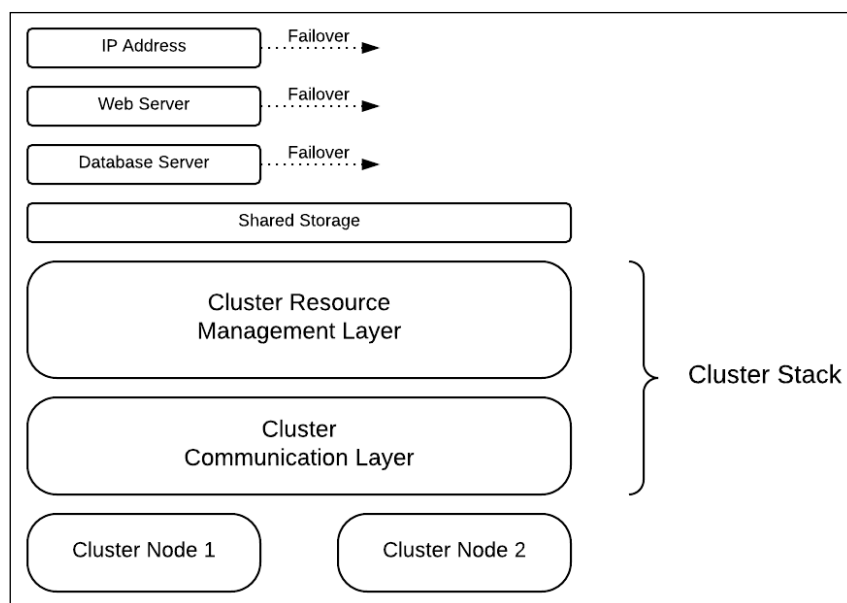 IP Address
Failover
Web Server
Failover
Database Server
Failover
Shared Storage
Cluster Resource
Management Layer
Cluster Stack
Cluster
Communication Layer
Cluster Node 1
Cluster Node 2